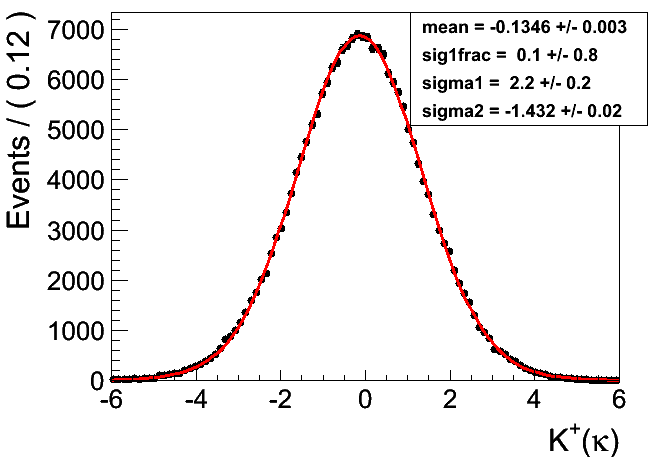 mean = -0.1346 +/- 0.003
sig1frac = 0.1 +/- 0.8
sigma1 = 2.2 +/- 0.2
sigma2 = -1.432 +/- 0.02
Events / ( 0.12 )
7000
6000
5000
4000
3000
2000
1000
0
-6 -4 -2 0 2 4 6
K⁺(κ)